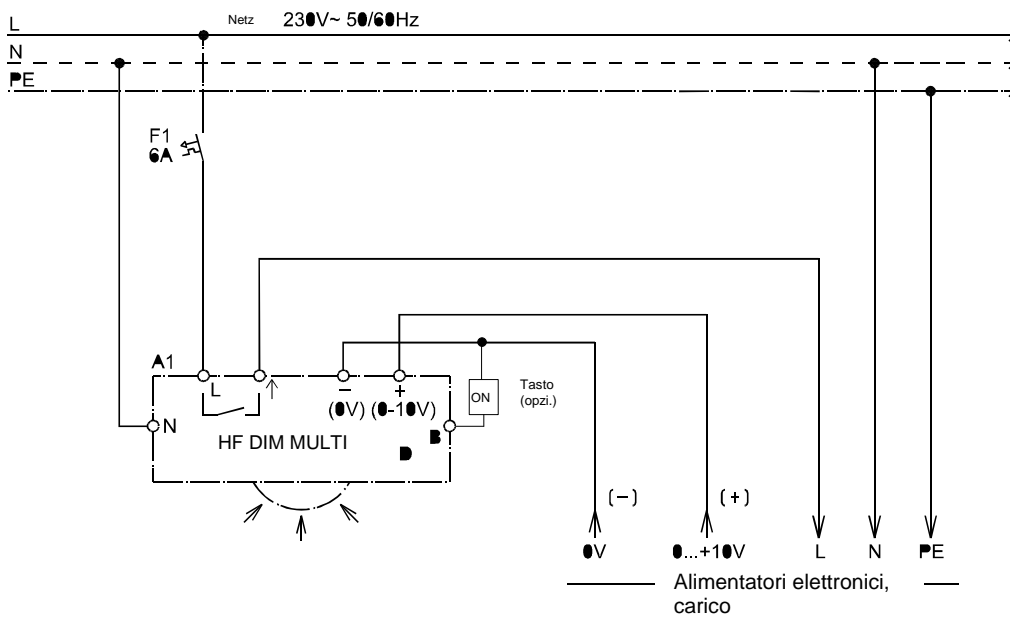 L
Netz 230V~ 50/60Hz
N
PE
F1
6A
A1
L
- +
(0V) (0-10V)
ON
Tasto
(opzi.)
N
B
HF DIM MULTI
D
(-) (+)
0V 0...+10V L N PE
Alimentatori elettronici,
carico